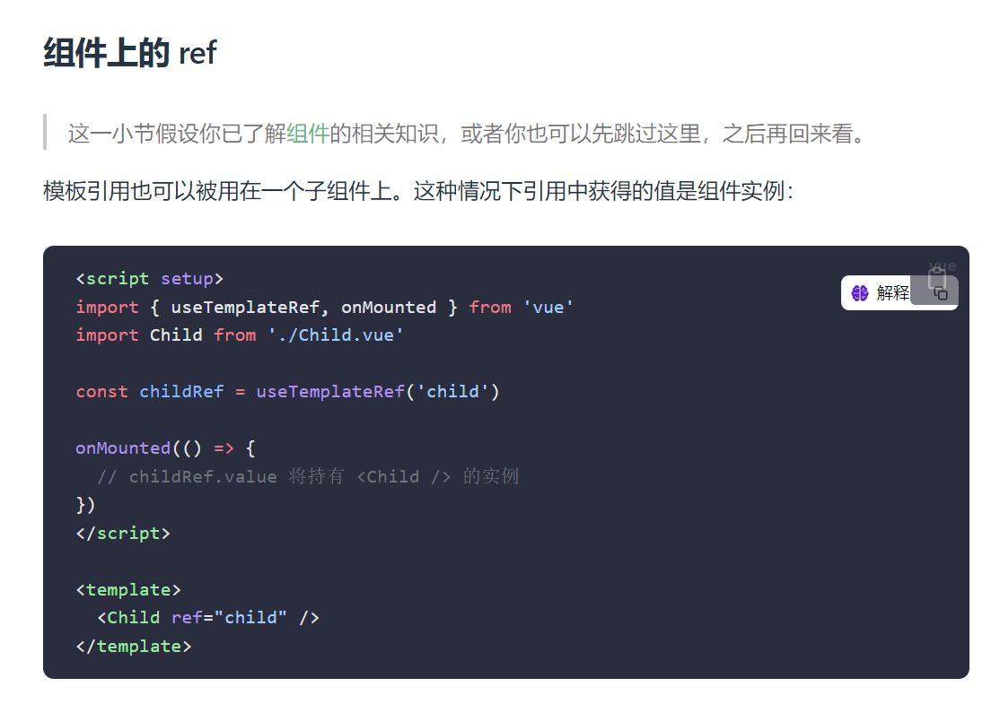 组件上的 ref
这一小节假设你已了解组件的相关知识，或者你也可以先跳过这里，之后再回来看。
模板引用也可以被用在一个子组件上。这种情况下引用中获得的值是组件实例：
vue
解释
<script setup>
import { useTemplateRef, onMounted } from 'vue'
import Child from './Child.vue'
const childRef = useTemplateRef('child')
onMounted(() => {
  // childRef.value 将持有 <Child /> 的实例
})
</script>
<template>
  <Child ref="child" />
</template>